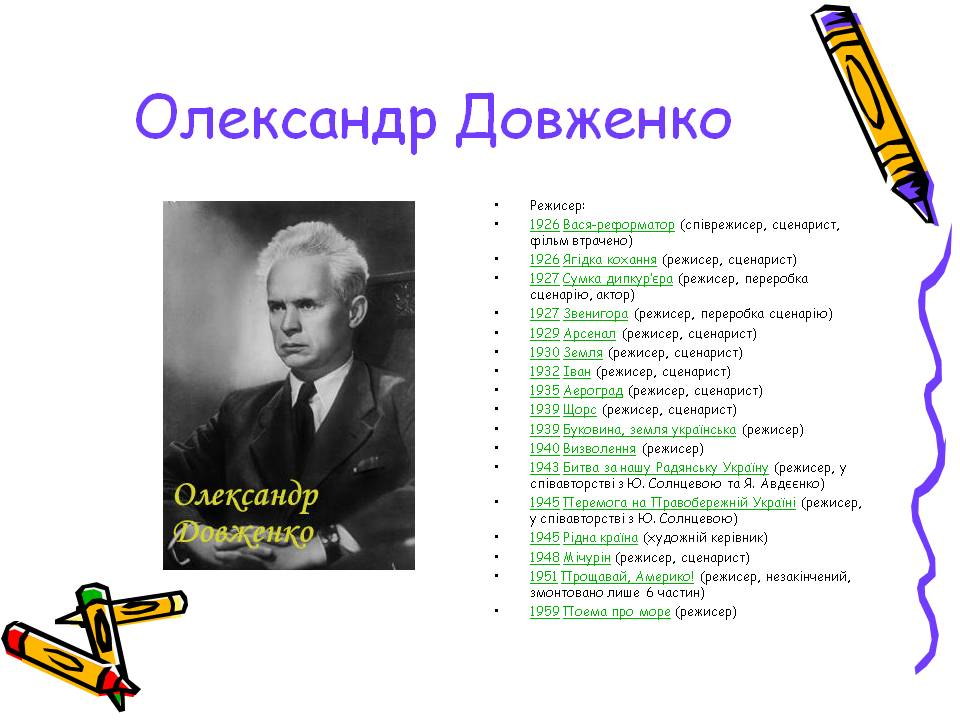 Олександр Довженко
Олександр
Довженко
• Режисер:
• 1926 Вася-реформатор (співрежисер, сценарист,
фільм втрачено)
• 1926 Ягідка кохання (режисер, сценарист)
• 1927 Сумка дипкур'єра (режисер, переробка
сценарію, актор)
• 1927 Звенигора (режисер, переробка сценарію)
• 1929 Арсенал (режисер, сценарист)
• 1930 Земля (режисер, сценарист)
• 1932 Іван (режисер, сценарист)
• 1935 Аероград (режисер, сценарист)
• 1939 Щорс (режисер, сценарист)
• 1939 Буковина, земля українська (режисер)
• 1940 Визволення (режисер)
• 1943 Битва за нашу Радянську Україну (режисер, у
співавторстві з Ю. Солнцевою та Я. Авдєєнко)
• 1945 Перемога на Правобережній Україні (режисер,
у співавторстві з Ю. Солнцевою)
• 1945 Рідна країна (художній керівник)
• 1948 Мічурін (режисер, сценарист)
• 1951 Прощавай, Америко! (режисер, незакінчений,
змонтовано лише 6 частин)
• 1959 Поема про море (режисер)